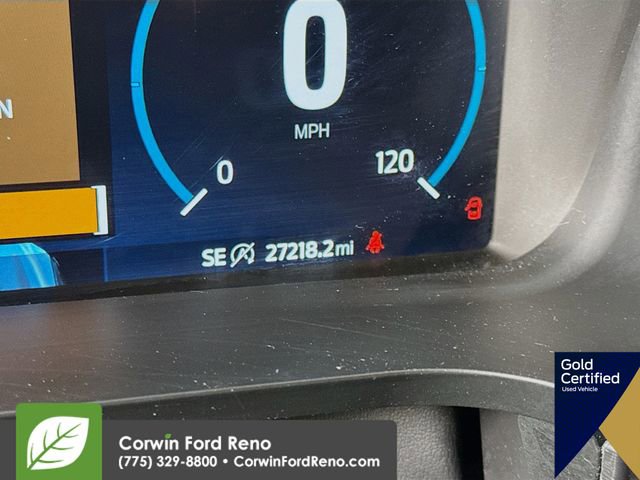 N
0
MPH
0
120
SE 27218.2mi
Gold
Certified
Used Vehicle
Corwin Ford Reno
(775) 329-8800 • CorwinFordReno.com